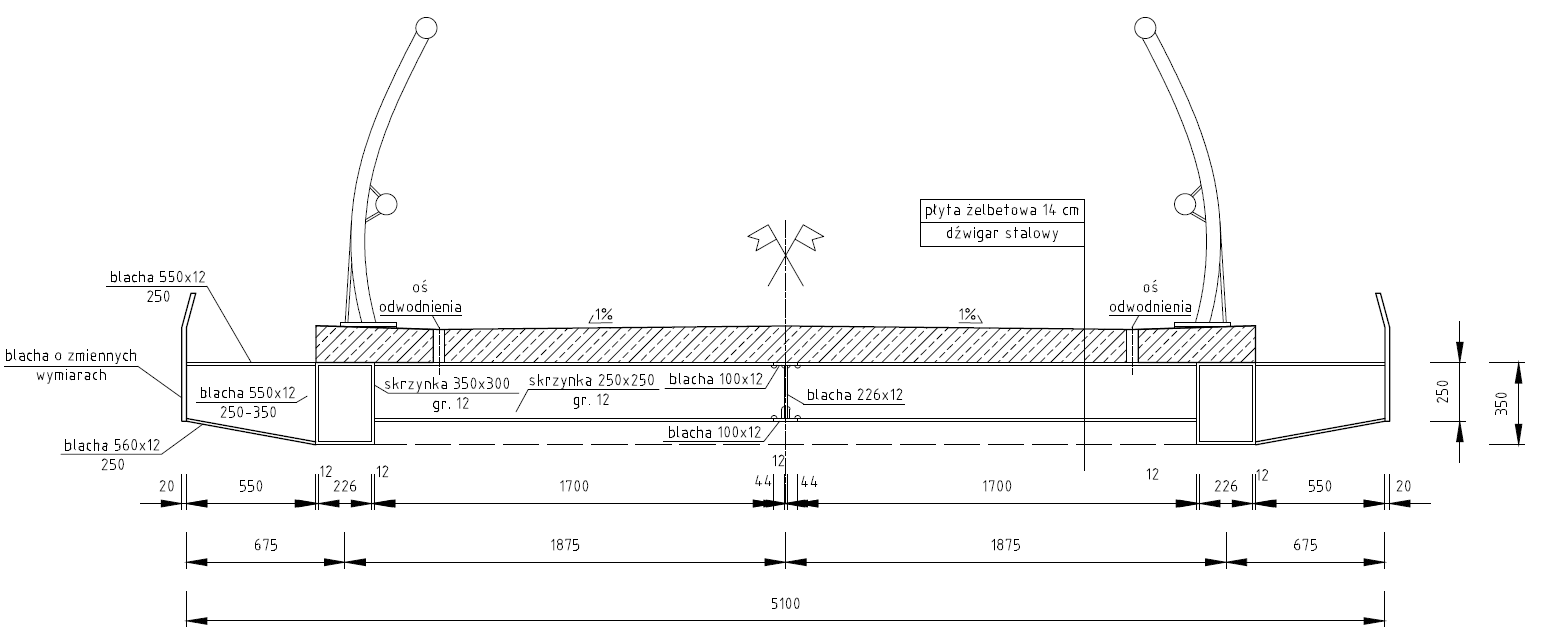 płyta żelbetowa 14 cm
dźwigar stalowy
blacha 550x12
250
oś
odwodnienia
1%
1%
oś
odwodnienia
blacha o zmiennych
wymiarach
blacha 550x12
250-350
skrzynka 350x300
gr. 12
skrzynka 250x250
gr. 12
blacha 100x12
blacha 226x12
blacha 100x12
blacha 560x12
250
250
350
20
550
12
226
12
1700
44
12
44
1700
12
226
12
550
20
675
1875
1875
675
5100